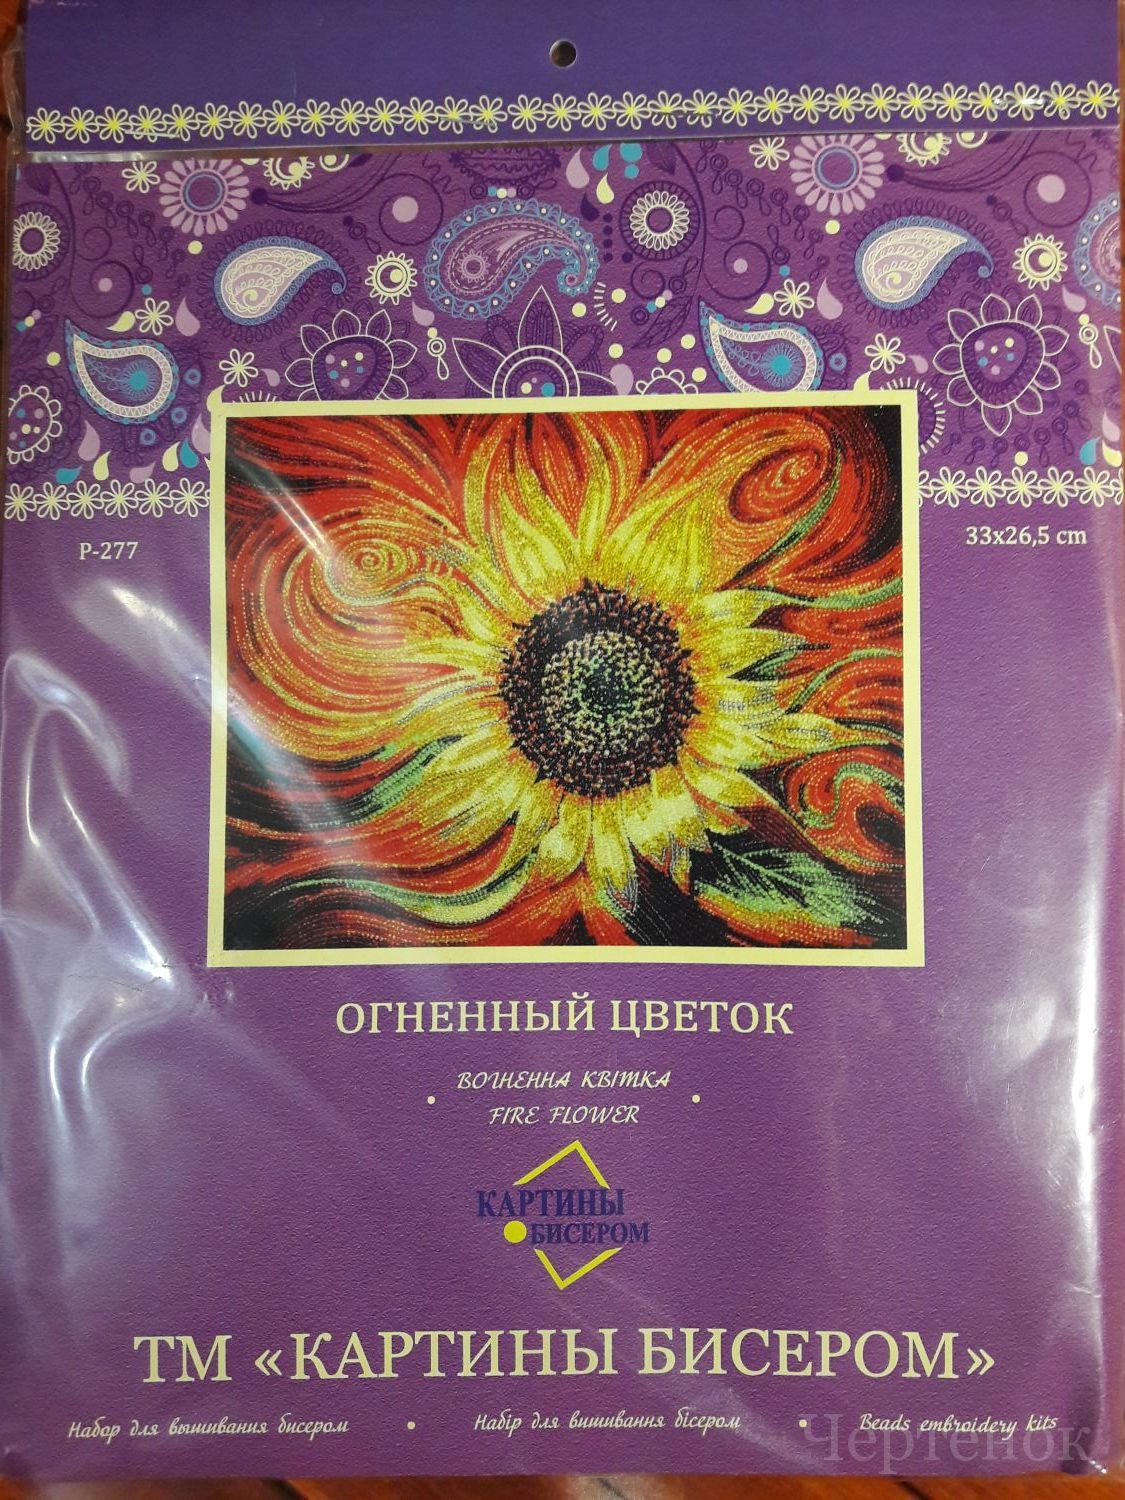 Р-277
33х26,5 cm
ОГНЕННЫЙ ЦВЕТОК
ВОГНЕННА КВІТКА
FIRE FLOWER
КАРТИНЫ
БИСЕРОМ
ТМ «КАРТИНЫ БИСЕРОМ»
Набор для вышивания бисером • Набір для вишивання бісером • Beads embroidery kits
Чертенок